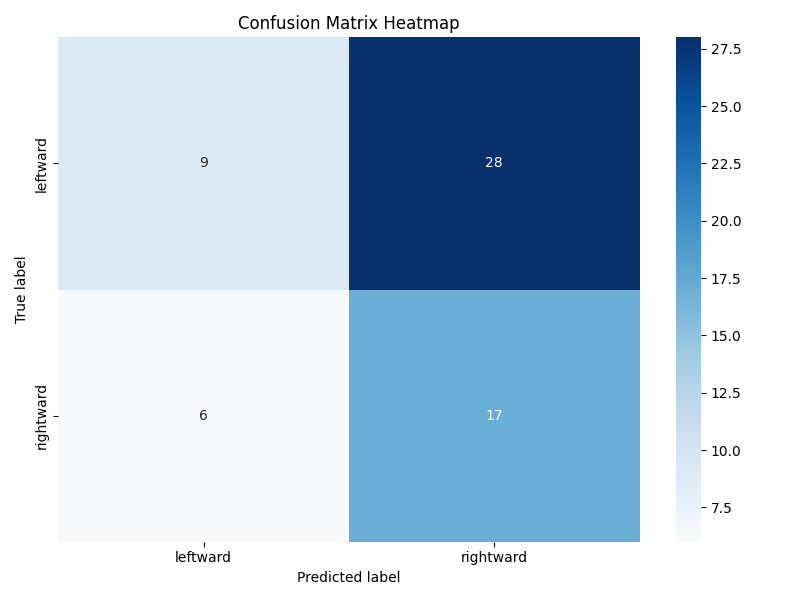 Confusion Matrix Heatmap
True label
leftward
rightward
9
28
6
17
leftward
rightward
Predicted label
27.5
25.0
22.5
20.0
17.5
15.0
12.5
10.0
7.5